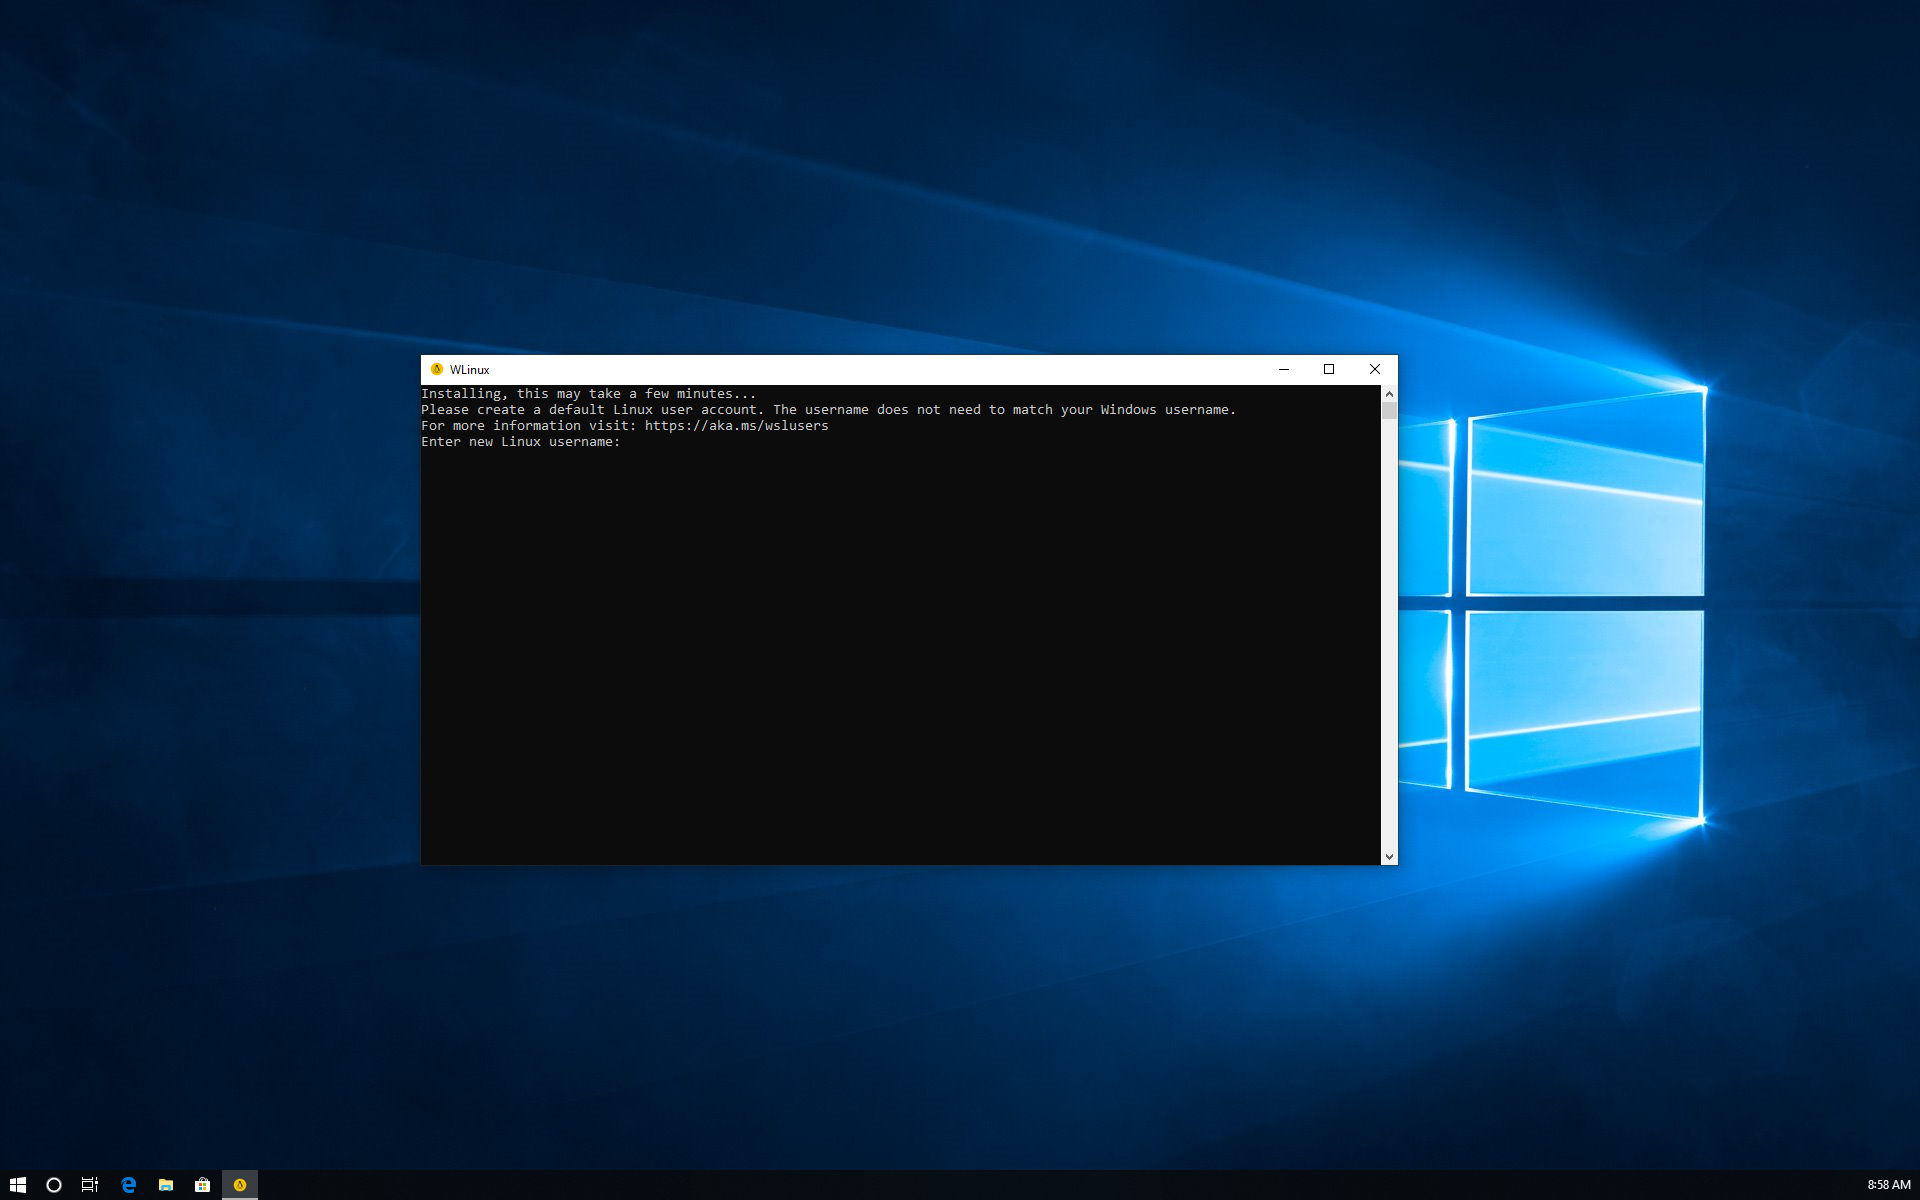 WLinux
Installing, this may take a few minutes...
Please create a default Linux user account. The username does not need to match your Windows username.
For more information visit: https://aka.ms/wslusers
Enter new Linux username:
8:58 AM